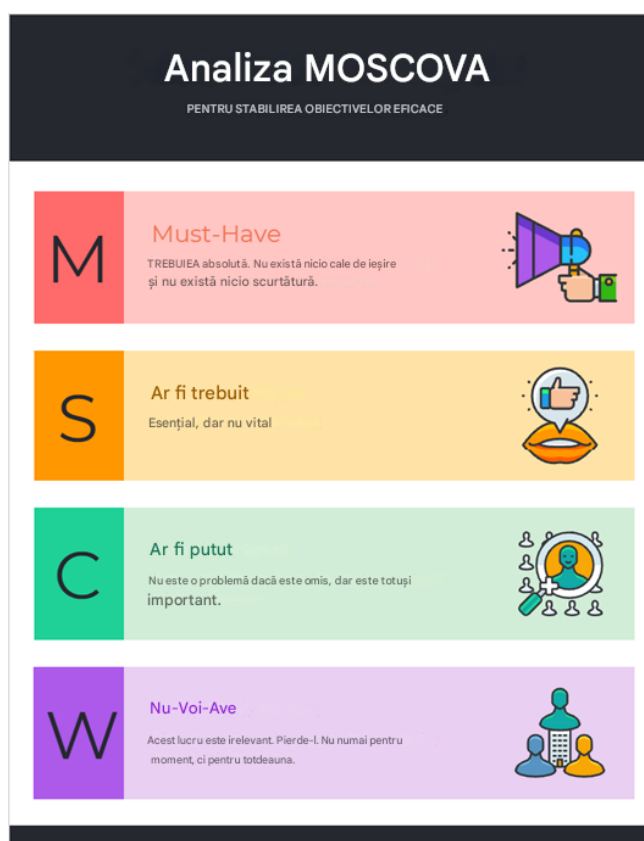 Analiza MOSCOVA
PENTRU STABILIREA OBIECTIVELOR EFICACE
M
Must-Have
TREBUIEA absolută. Nu există nicio cale de ieșire
și nu există nicio scurtătură.
S
Ar fi trebuit
Esențial, dar nu vital
C
Ar fi putut
Nu este o problemă dacă este omis, dar este totuși
important.
W
Nu-Voi-Ave
Acest lucru este irelevant. Pierde-l. Nu numai pentru
moment, ci pentru totdeauna.